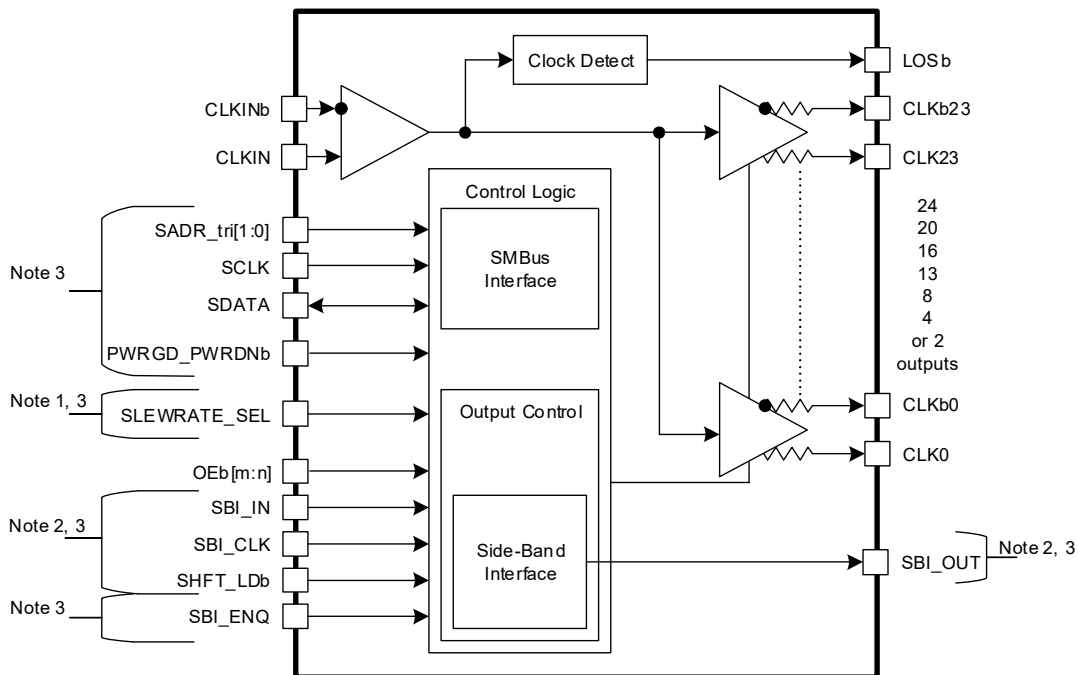 Clock Detect
LOSb
CLKINb
CLKb23
CLKIN
CLK23
Control Logic
SADR_tri[1:0]
SMBus
Interface
24
20
16
13
8
4
or 2
outputs
Note 3
SCLK
SDATA
PWRGD_PWRDNb
Note 1, 3
SLEWRATE_SEL
Output Control
CLKb0
CLK0
OEb[m:n]
Note 2, 3
SBI_IN
SBI_CLK
SHFT_LDb
Side-Band
Interface
SBI_OUT
Note 2, 3
Note 3
SBI_ENQ